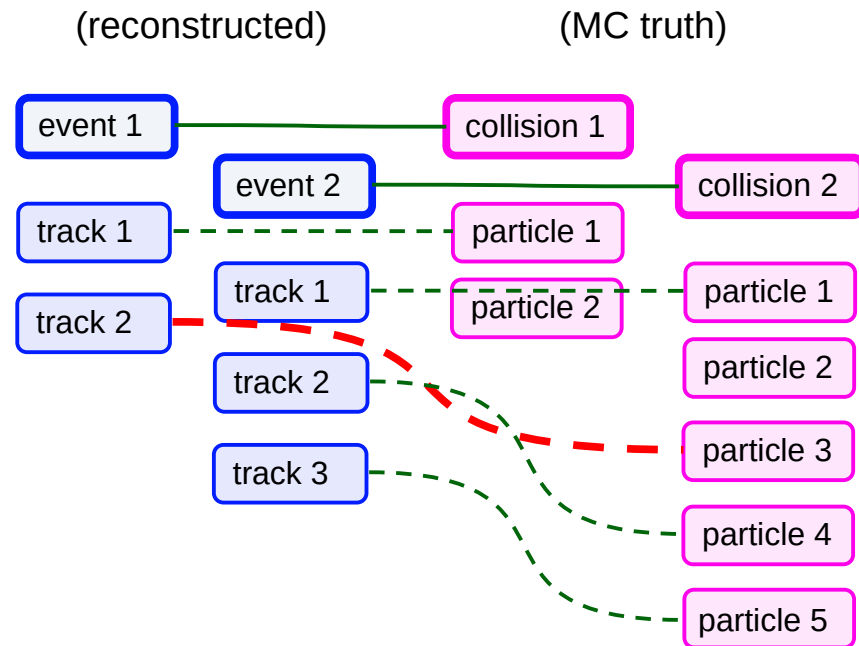 (reconstructed) (MC truth)
event 1 collision 1
event 2 collision 2
track 1 particle 1
track 1 particle 2 particle 1
track 2
particle 2
track 2
particle 3
track 3
particle 4
particle 5